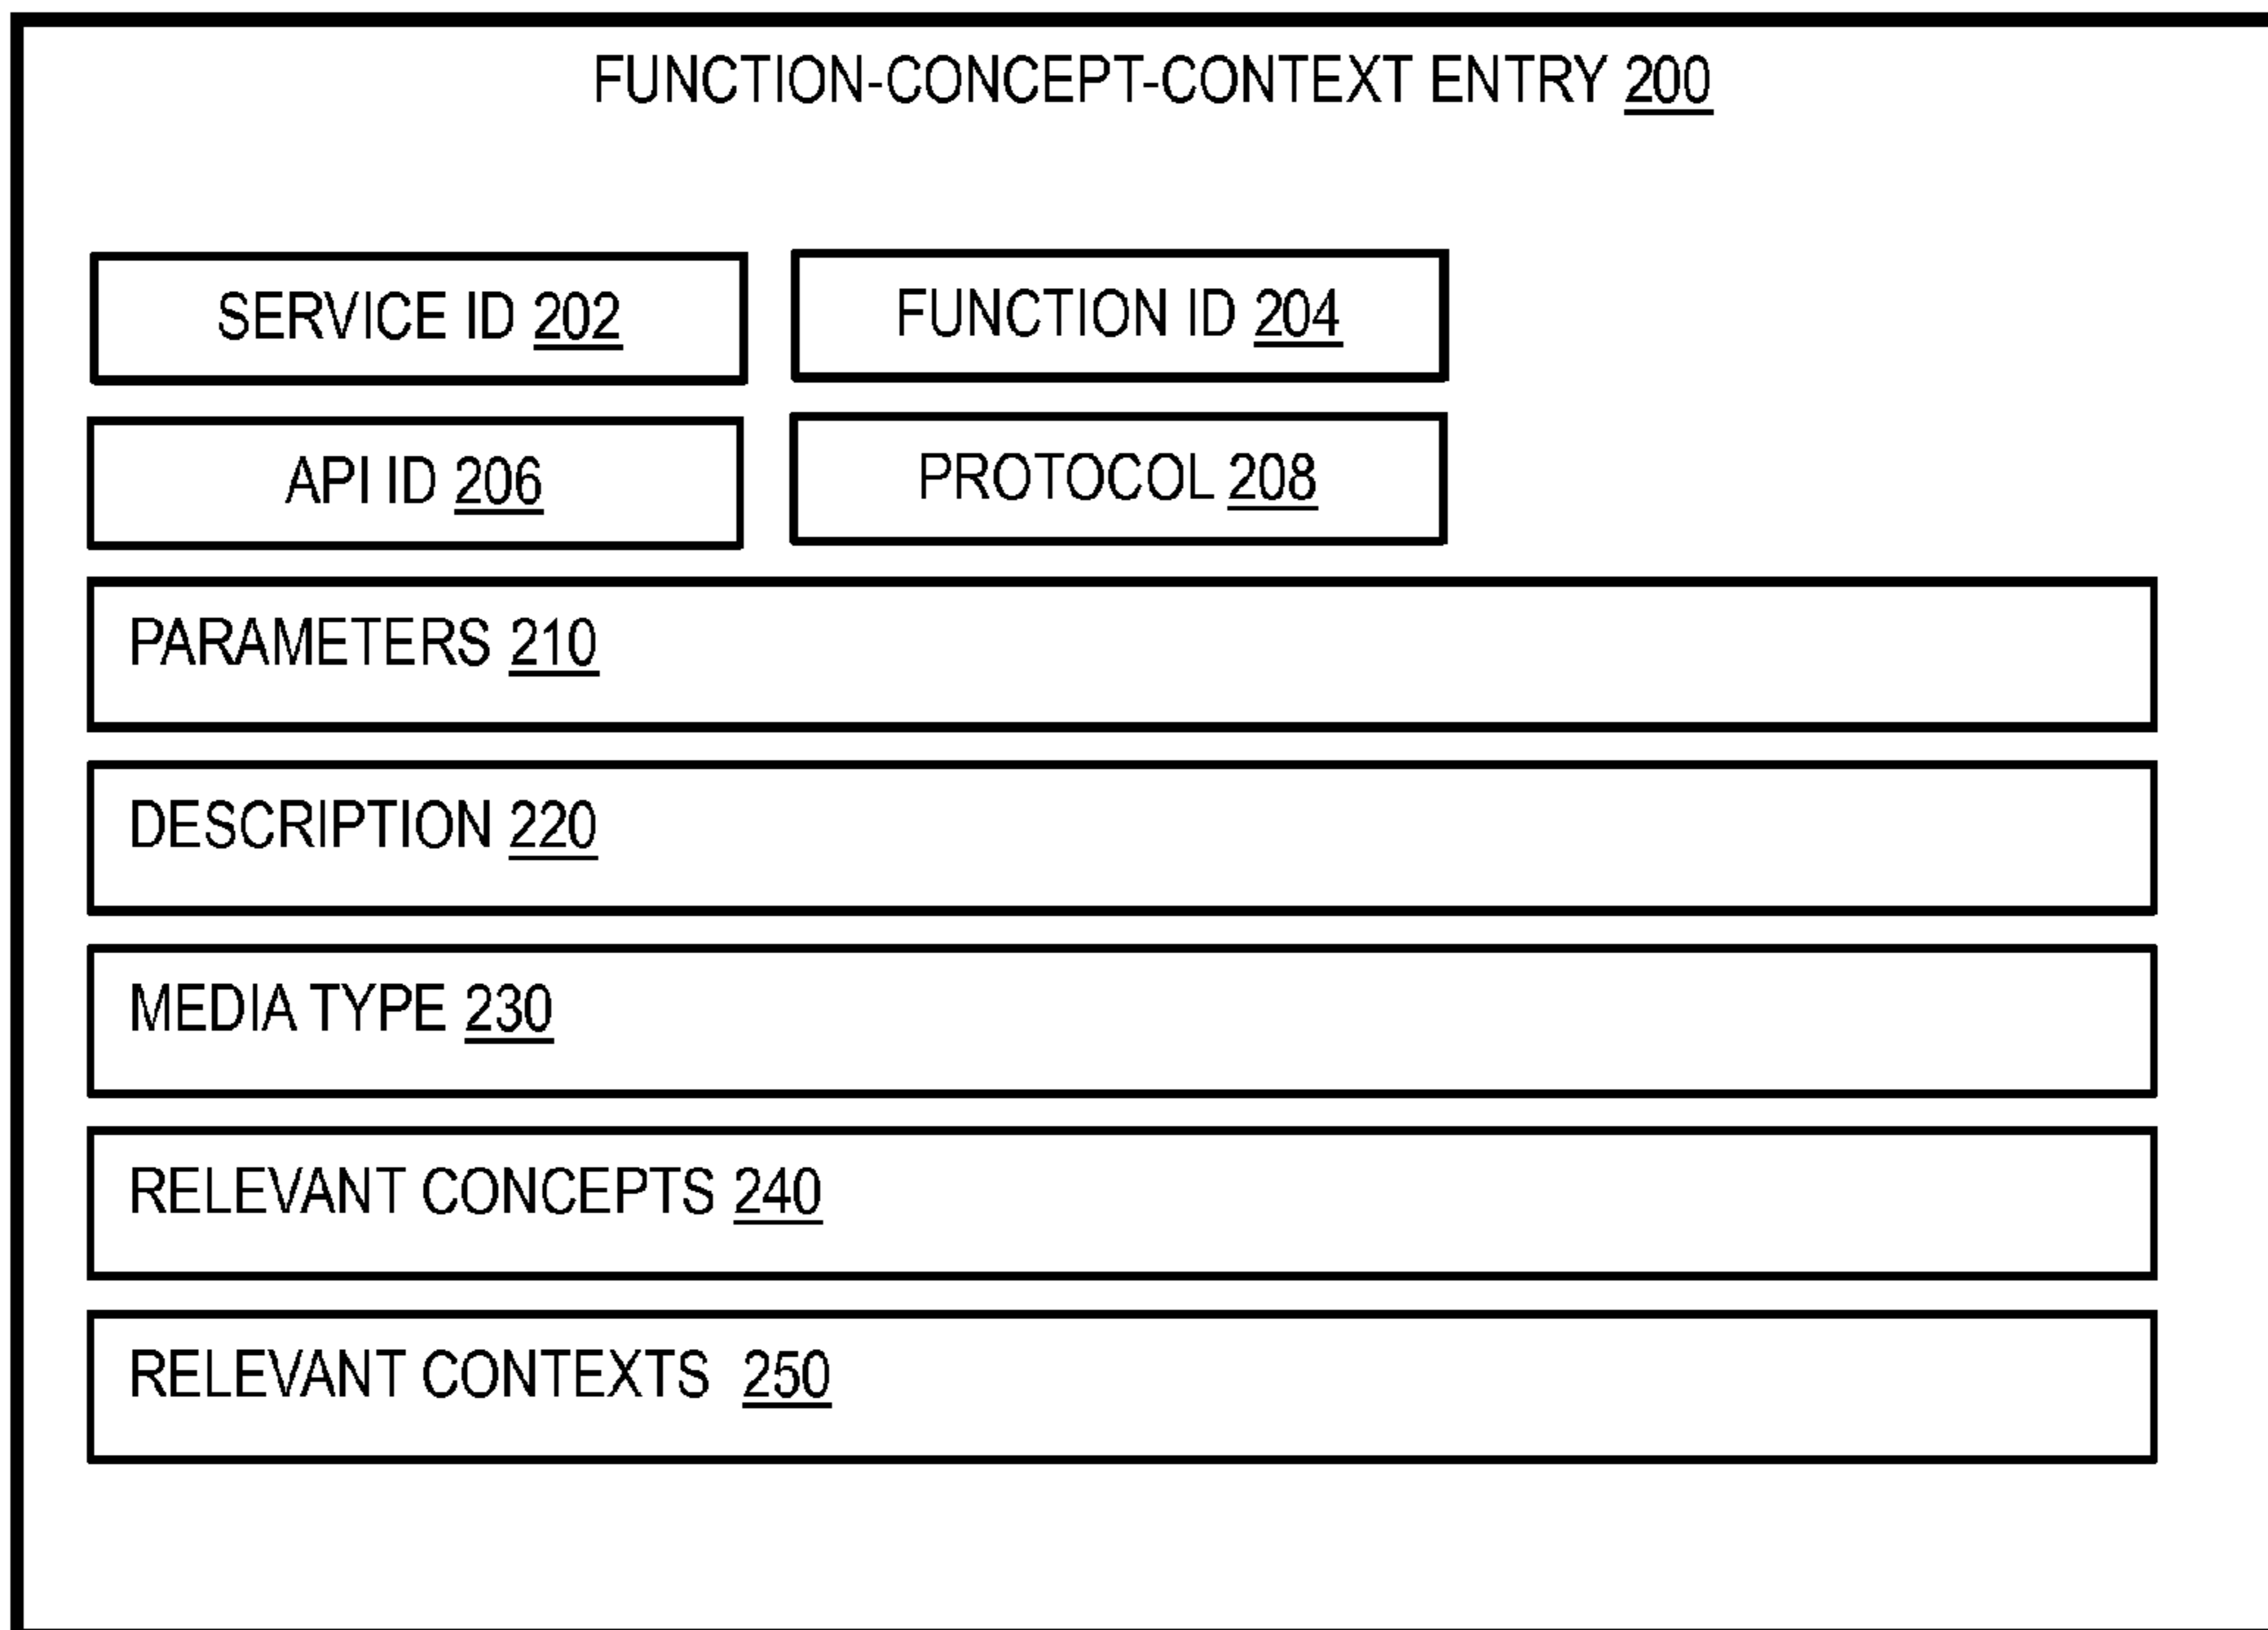 FUNCTION-CONCEPT-CONTEXT ENTRY 200
SERVICE ID 202
FUNCTION ID 204
API ID 206
PROTOCOL 208
PARAMETERS 210
DESCRIPTION 220
MEDIA TYPE 230
RELEVANT CONCEPTS 240
RELEVANT CONTEXTS 250